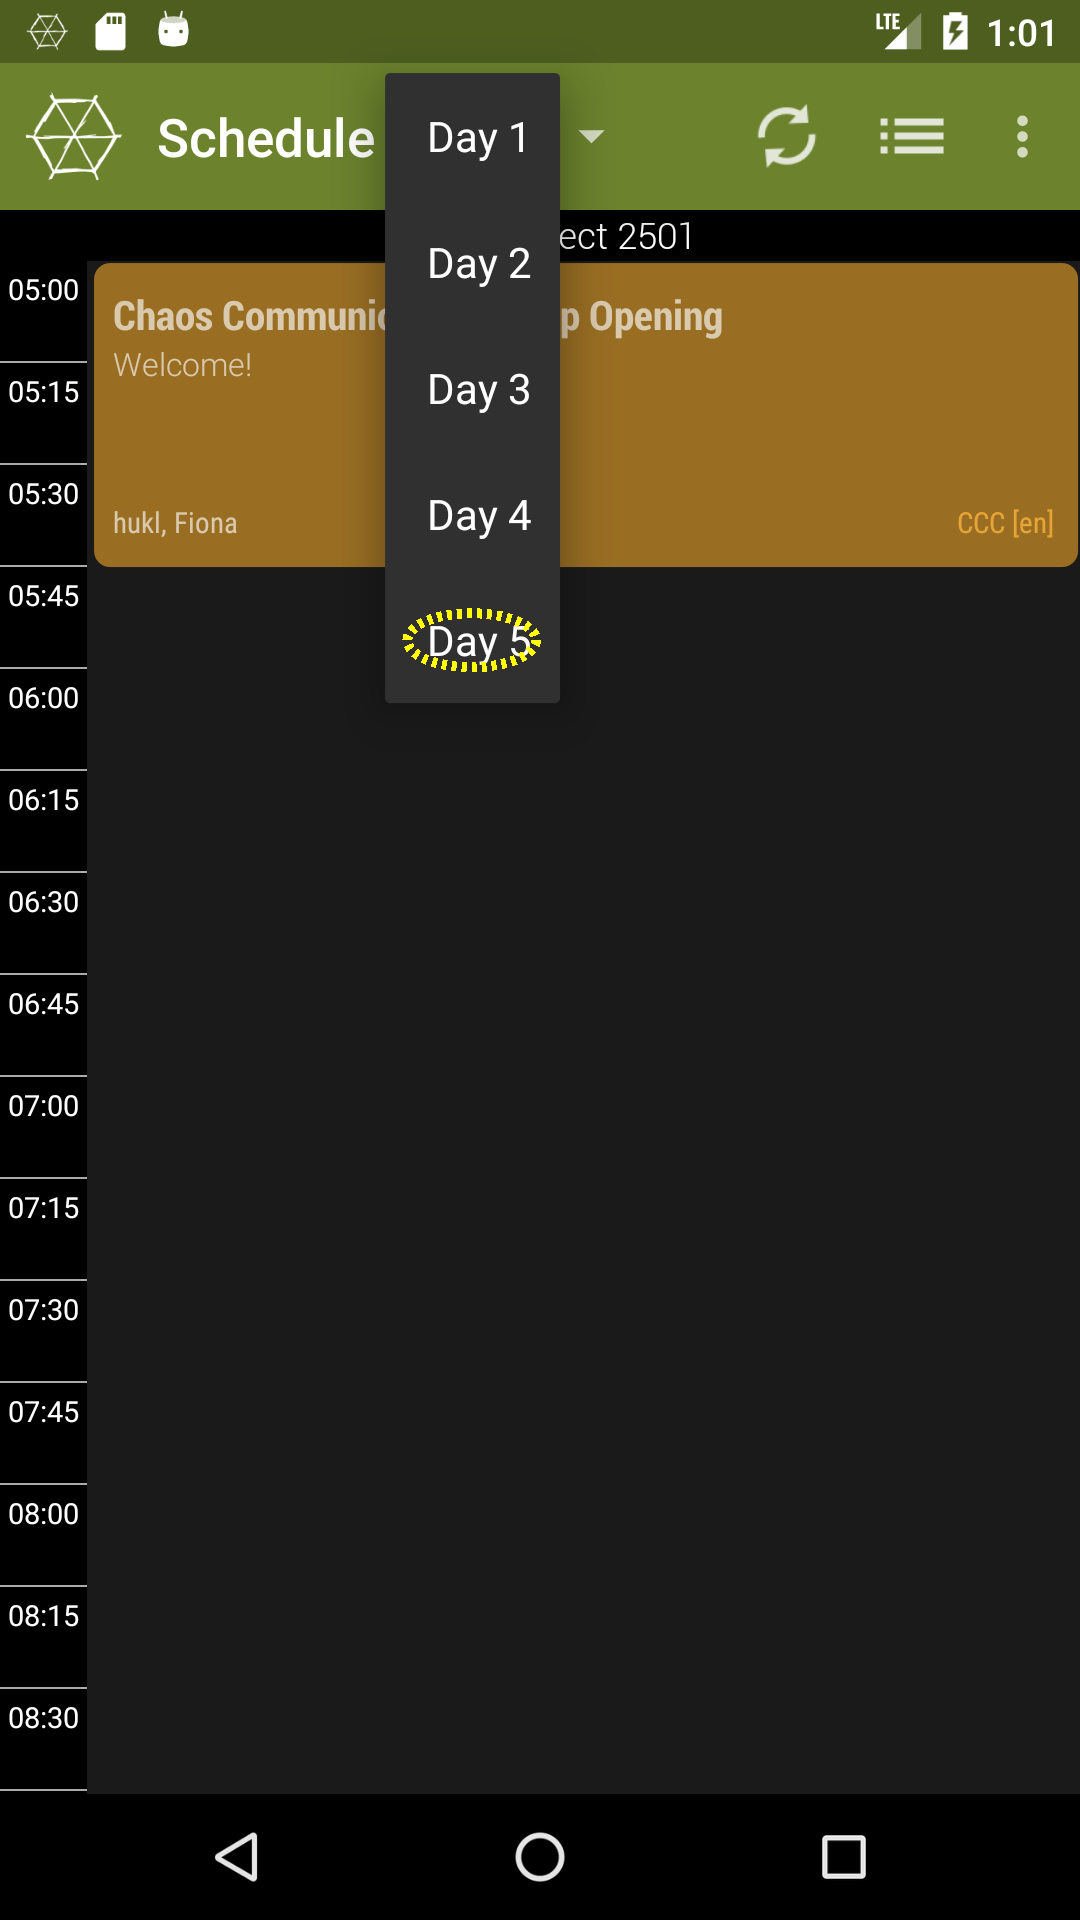 LTE 1:01
Schedule
Day 1
Day 2
Day 3
Day 4
Day 5
ect 2501
05:00
Chaos Communic p Opening
Welcome!
05:15
05:30
hukl, Fiona CCC [en]
05:45
06:00
06:15
06:30
06:45
07:00
07:15
07:30
07:45
08:00
08:15
08:30